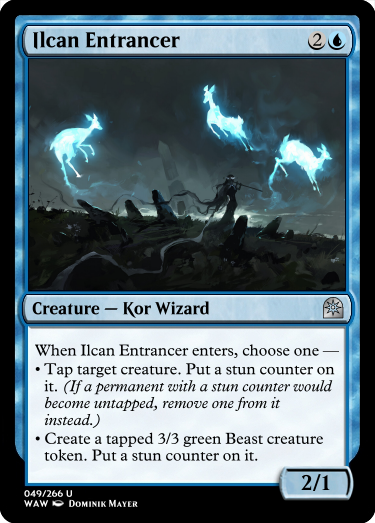 Ilcan Entrancer 2
Creature — Kor Wizard
When Ilcan Entrancer enters, choose one —
• Tap target creature. Put a stun counter on
it. (If a permanent with a stun counter would
become untapped, remove one from it
instead.)
• Create a tapped 3/3 green Beast creature
token. Put a stun counter on it.
2/1
049/266 U
WAW Dominik Mayer